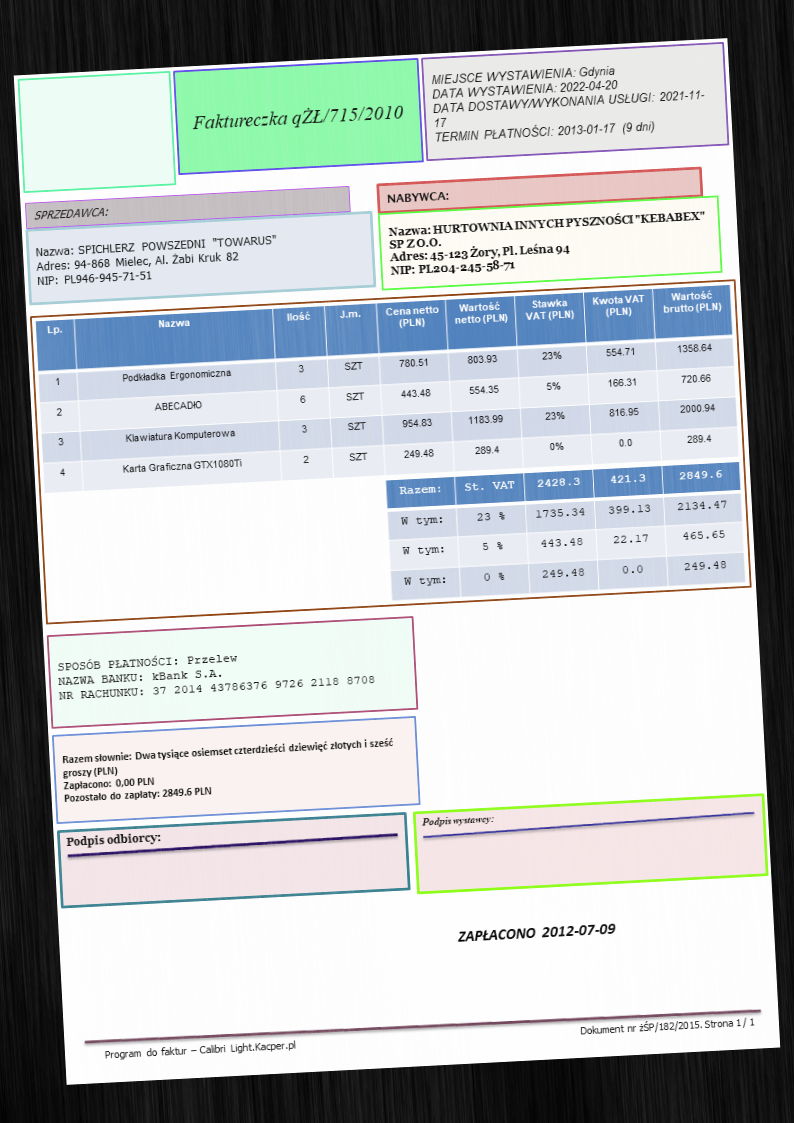 Faktureczka qŻŁ/715/2010
MIEJSCE WYSTAWIENIA: Gdynia
DATA WYSTAWIENIA: 2022-04-20
DATA DOSTAWY/WYKONANIA USŁUGI: 2021-11-
17
TERMIN PŁATNOŚCI: 2013-01-17 (9 dni)
SPRZEDAWCA:
Nazwa: SPICHLERZ POWSZEDNI "TOWARUS"
Adres: 94-868 Mielec, Al. Żabi Kruk 82
NIP: PL946-945-71-51
NABYWCA:
Nazwa: HURTOWNIA INNYCH PYSZNOŚCI "KEBABEX"
SP Z O.O.
Adres: 45-123 Żory, Pl. Leśna 94
NIP: PL204-245-58-71
Lp. Nazwa Ilość J.m. Cena netto (PLN) Wartość netto (PLN) Stawka VAT (PLN) Kwota VAT (PLN) Wartość brutto (PLN)
1 Podkładka Ergonomiczna 3 SZT 780.51 803.93 23% 554.71 1358.64
2 ABECADŁO 6 SZT 443.48 554.35 5% 166.31 720.66
3 Klawiatura Komputerowa 3 SZT 954.83 1183.99 23% 816.95 2000.94
4 Karta Graficzna GTX1080Ti 2 SZT 249.48 289.4 0% 0.0 289.4
Razem: St. VAT 2428.3 421.3 2849.6
W tym: 23 % 1735.34 399.13 2134.47
W tym: 5 % 443.48 22.17 465.65
W tym: 0 % 249.48 0.0 249.48
SPOSÓB PŁATNOŚCI: Przelew
NAZWA BANKU: kBank S.A.
NR RACHUNKU: 37 2014 43786376 9726 2118 8708
Razem słownie: Dwa tysiące osiemset czterdzieści dziewięć złotych i sześć
groszy (PLN)
Zapłacono: 0,00 PLN
Pozostało do zapłaty: 2849.6 PLN
Podpis odbiorcy:
Podpis wystawcy:
ZAPŁACONO 2012-07-09
Program do faktur – Calibri Light.Kacper.pl
Dokument nr żŚP/182/2015. Strona 1 / 1